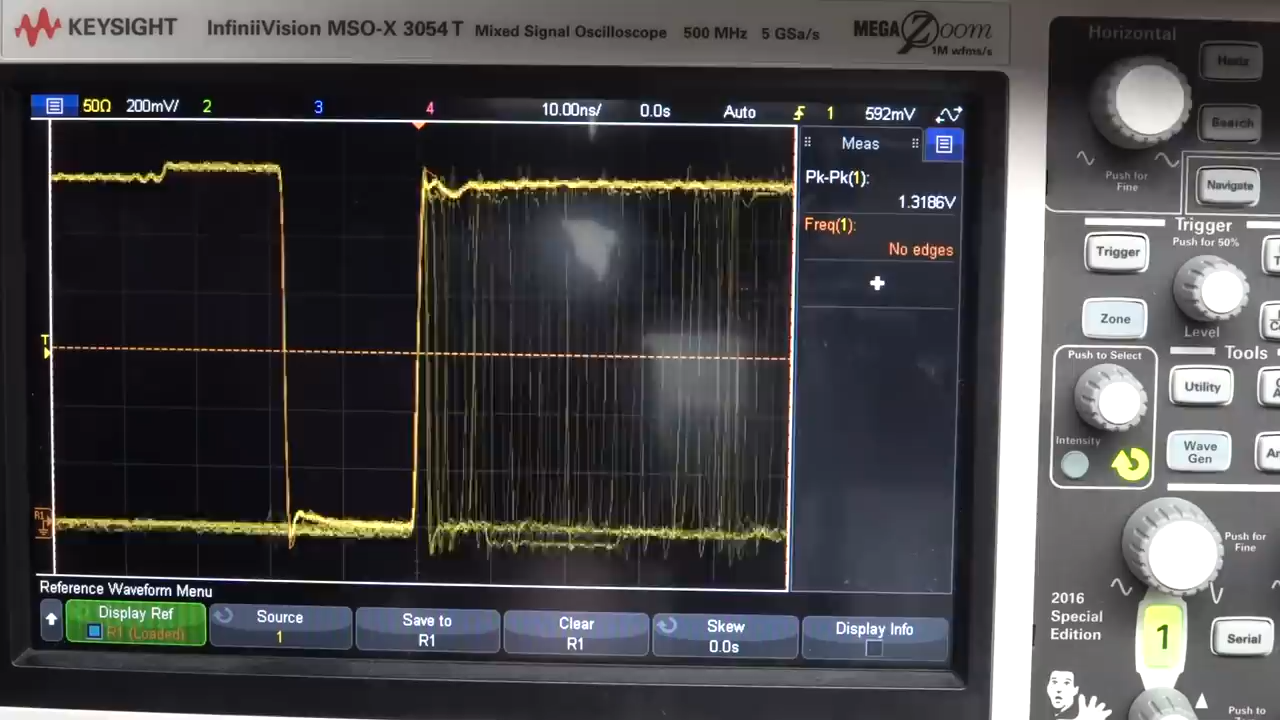 KEYSIGHT InfiniiVision MSO-X 3054T Mixed Signal Oscilloscope 500 MHz 5 GSa/s MEGA Zoom
1M wfms/s
Horizontal
Horiz
Search
Navigate
Push for
Fine
50Ω 200mV/ 2 3 4 10.00ns/ 0.0s Auto 1 592mV
Meas
Pk-Pk(1):
1.3186V
Freq(1):
No edges
T
R1
Trigger
Push for 50%
Trigger
Level
Zone
Push to Select
Intensity
Tools
Utility
Wave
Gen
Push for
Fine
2016
Special
Edition
1
Serial
Push to
Reference Waveform Menu
Display Ref
R1 (Loaded)
Source
1
Save to
R1
Clear
R1
Skew
0.0s
Display Info